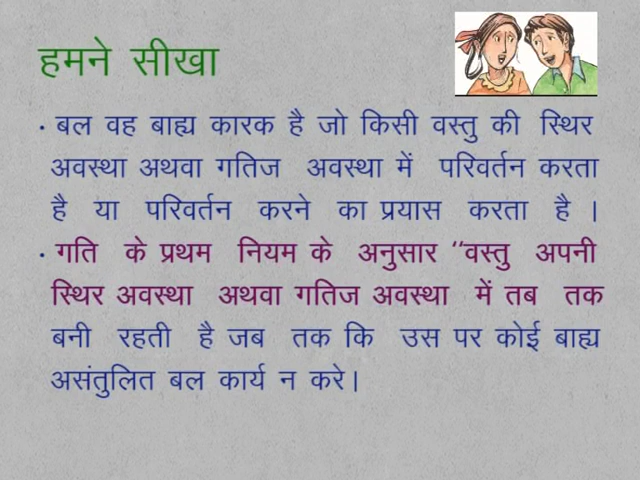 हमने सीखा
• बल वह बाह्य कारक है जो किसी वस्तु की स्थिर
अवस्था अथवा गतिज अवस्था में परिवर्तन करता
है या परिवर्तन करने का प्रयास करता है ।
• गति के प्रथम नियम के अनुसार ‘‘वस्तु अपनी
स्थिर अवस्था अथवा गतिज अवस्था में तब तक
बनी रहती है जब तक कि उस पर कोई बाह्य
असंतुलित बल कार्य न करे।